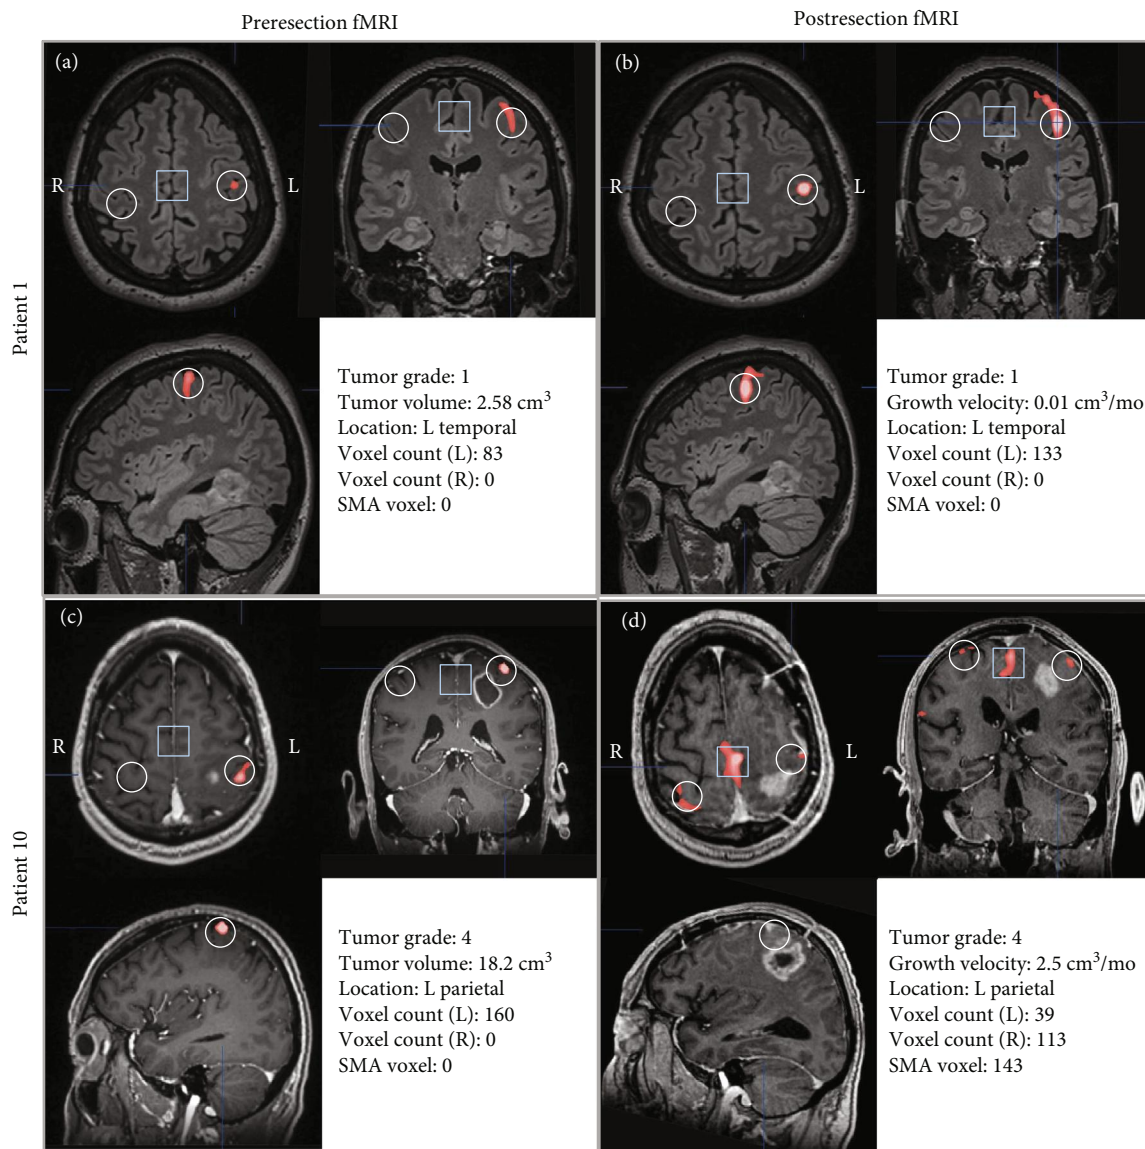 Preresection fMRI
Postresection fMRI
Patient 1
(a)
R
L
Tumor grade: 1
Tumor volume: 2.58 cm³
Location: L temporal
Voxel count (L): 83
Voxel count (R): 0
SMA voxel: 0
(b)
R
L
Tumor grade: 1
Growth velocity: 0.01 cm³/mo
Location: L temporal
Voxel count (L): 133
Voxel count (R): 0
SMA voxel: 0
Patient 10
(c)
R
L
Tumor grade: 4
Tumor volume: 18.2 cm³
Location: L parietal
Voxel count (L): 160
Voxel count (R): 0
SMA voxel: 0
(d)
R
L
Tumor grade: 4
Growth velocity: 2.5 cm³/mo
Location: L parietal
Voxel count (L): 39
Voxel count (R): 113
SMA voxel: 143